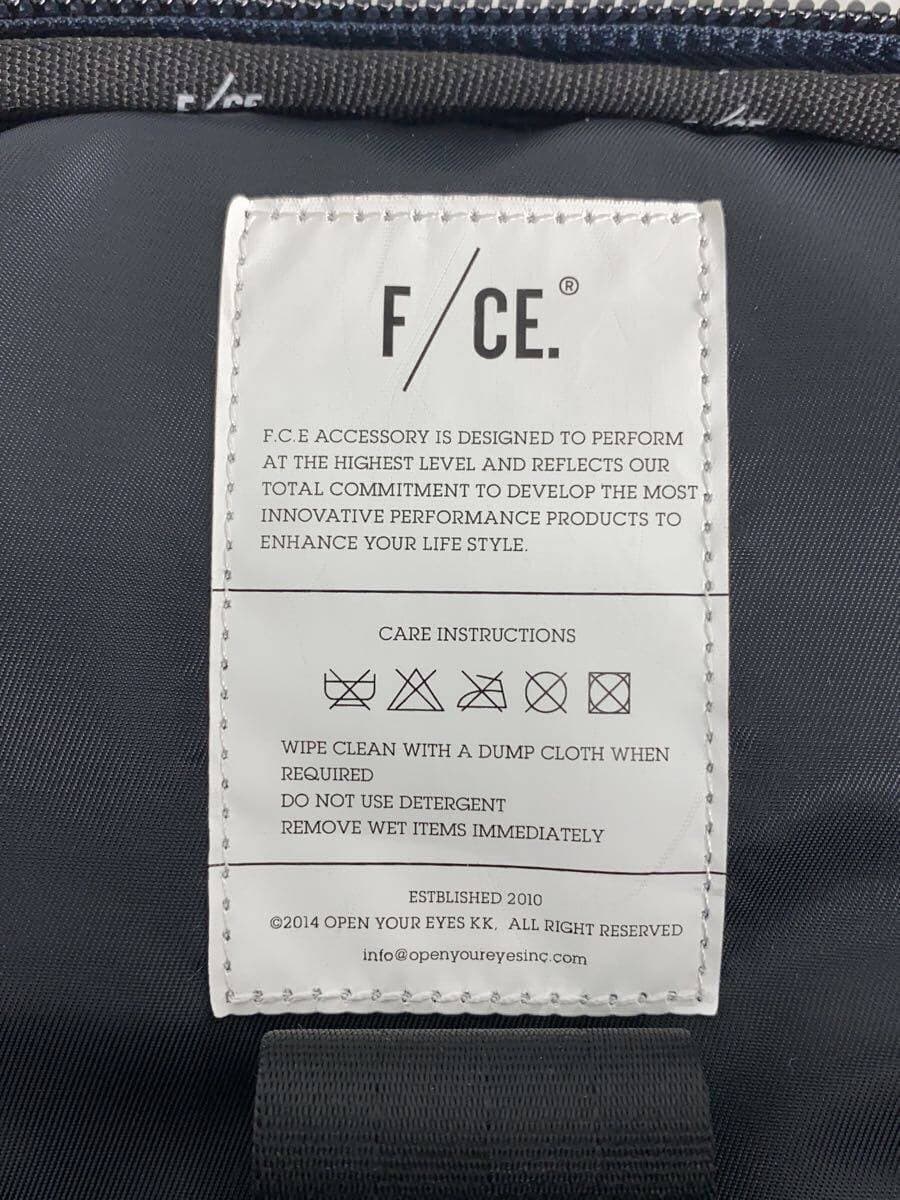 F/CE
F/CE.®
F.C.E ACCESSORY IS DESIGNED TO PERFORM
AT THE HIGHEST LEVEL AND REFLECTS OUR
TOTAL COMMITMENT TO DEVELOP THE MOST
INNOVATIVE PERFORMANCE PRODUCTS TO
ENHANCE YOUR LIFE STYLE.
CARE INSTRUCTIONS
WIPE CLEAN WITH A DUMP CLOTH WHEN
REQUIRED
DO NOT USE DETERGENT
REMOVE WET ITEMS IMMEDIATELY
ESTBLISHED 2010
©2014 OPEN YOUR EYES KK, ALL RIGHT RESERVED
info@openyoureyesinc.com